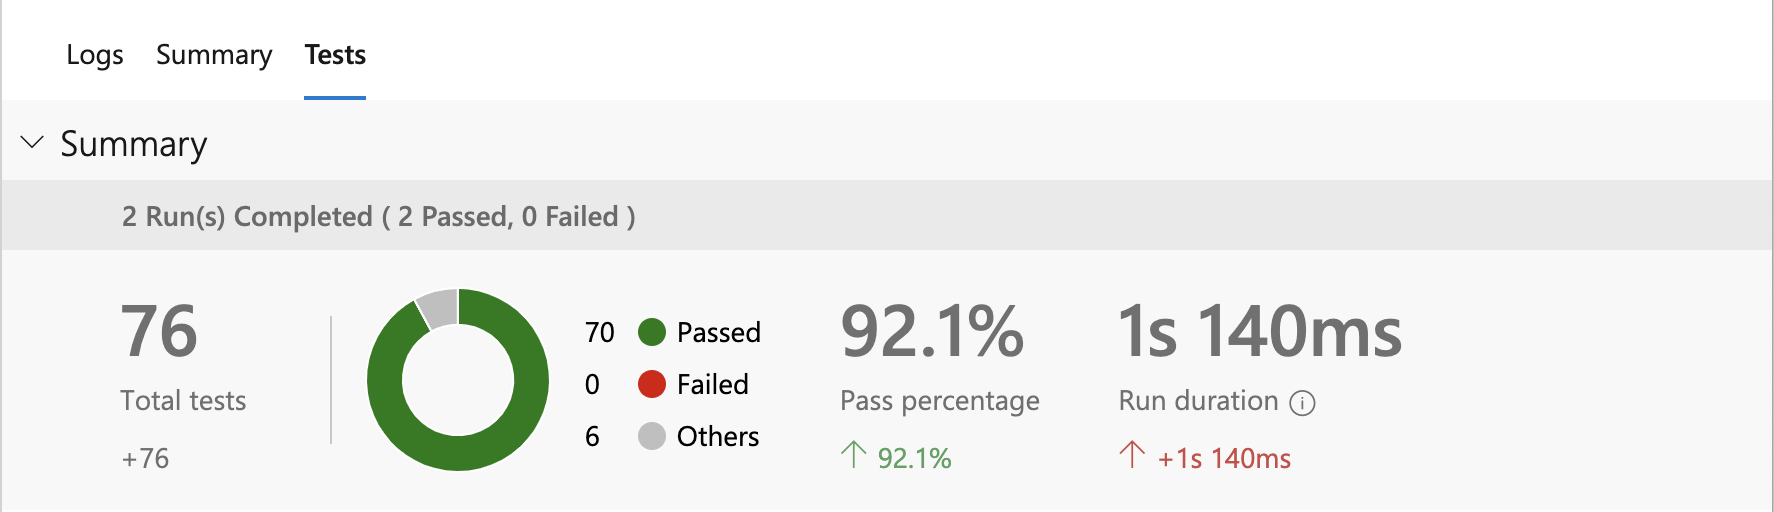 Logs Summary Tests
Summary
2 Run(s) Completed ( 2 Passed, 0 Failed )
76
Total tests
+76
70 Passed
0 Failed
6 Others
92.1%
Pass percentage
↑ 92.1%
1s 140ms
Run duration
↑ +1s 140ms